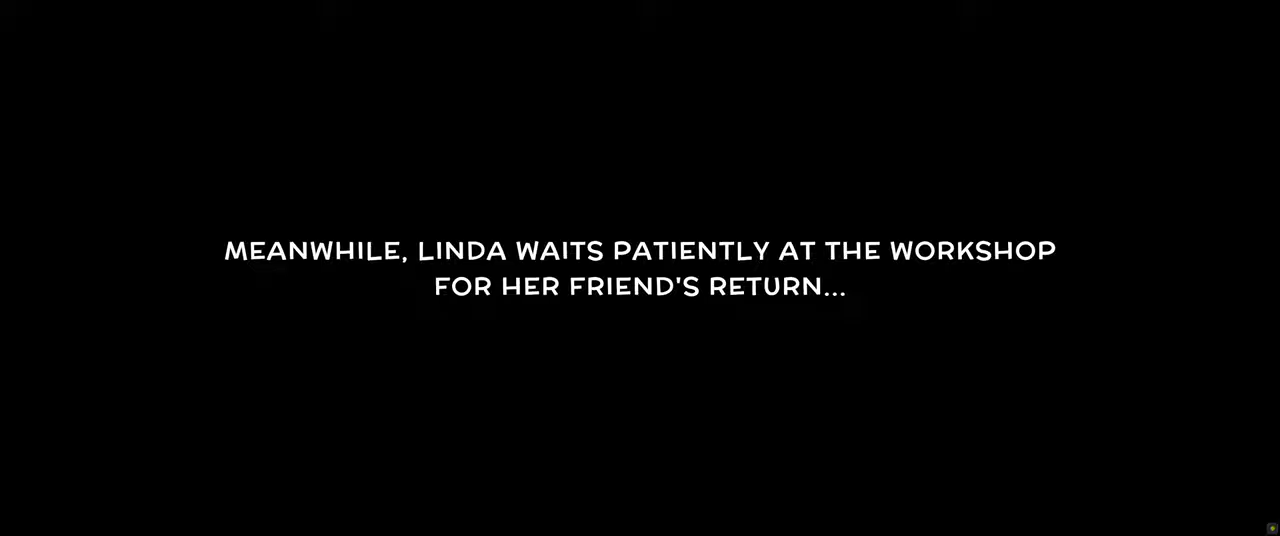 MEANWHILE, LINDA WAITS PATIENTLY AT THE WORKSHOP
FOR HER FRIEND'S RETURN...